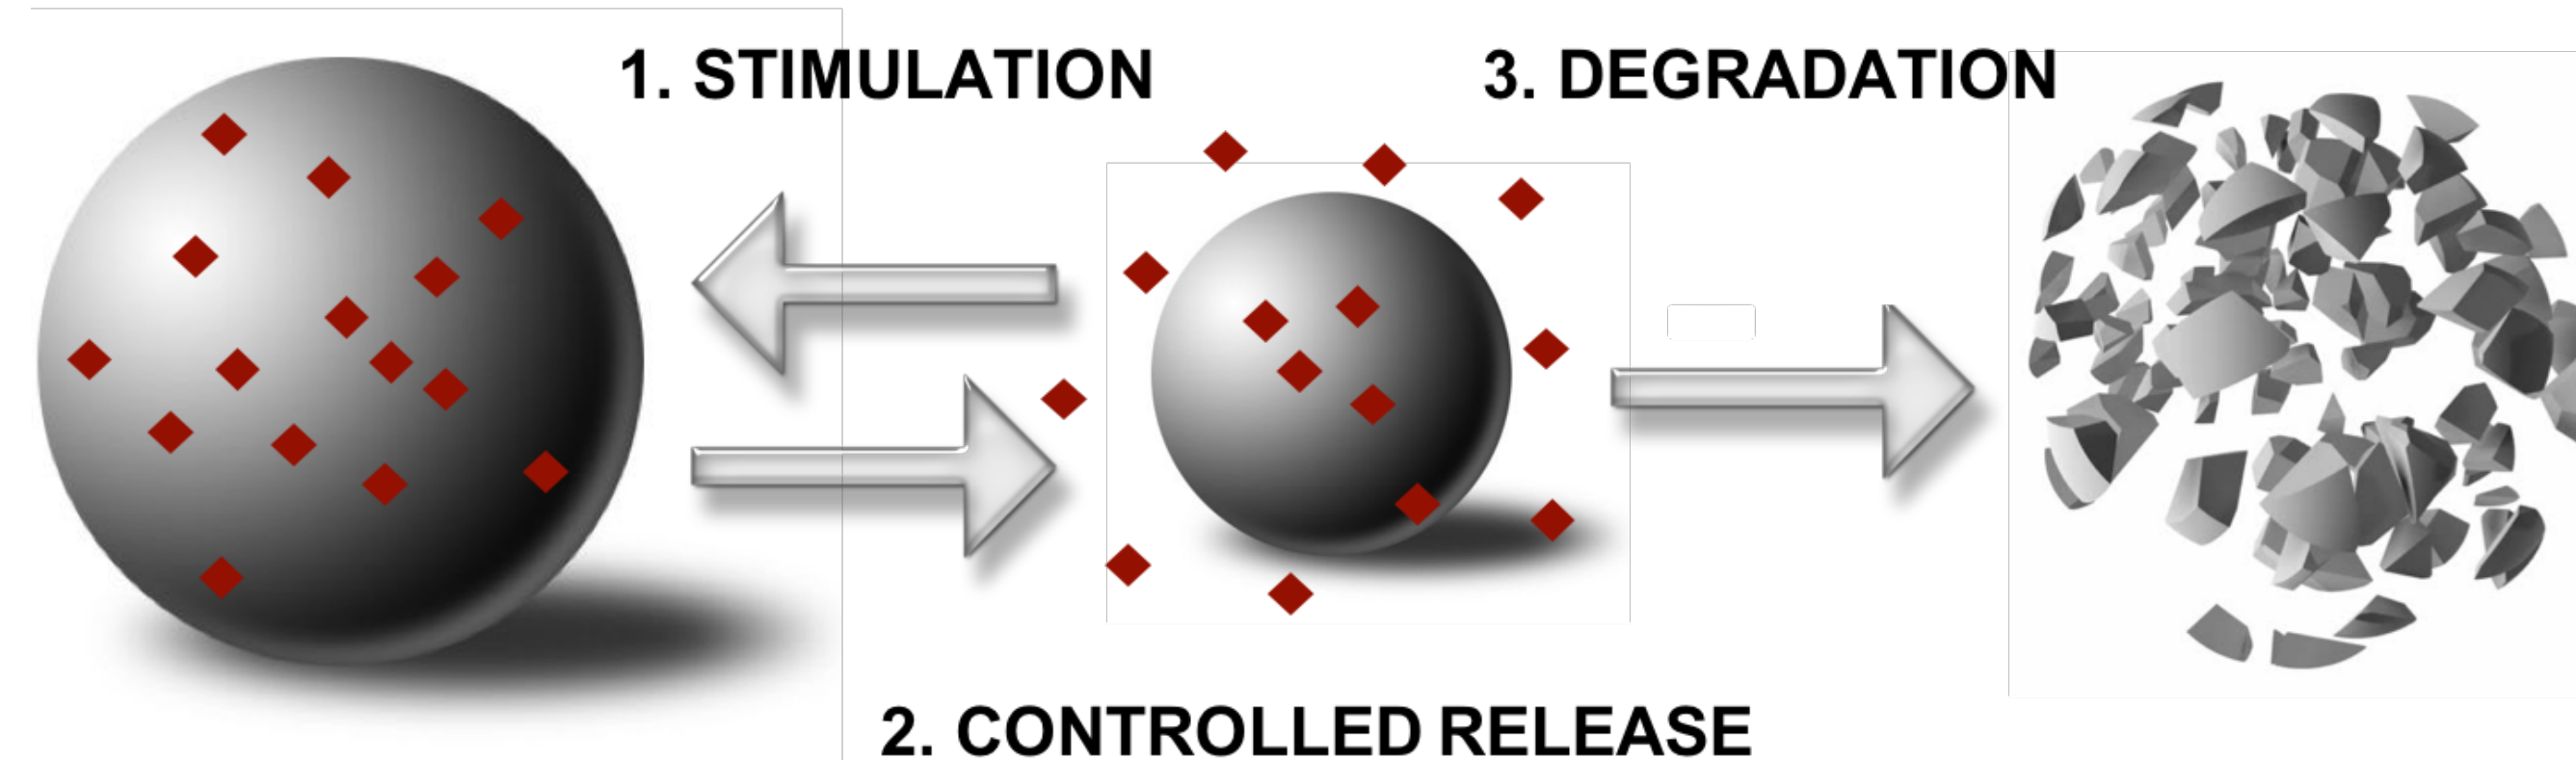 1. STIMULATION
3. DEGRADATION
2. CONTROLLED RELEASE